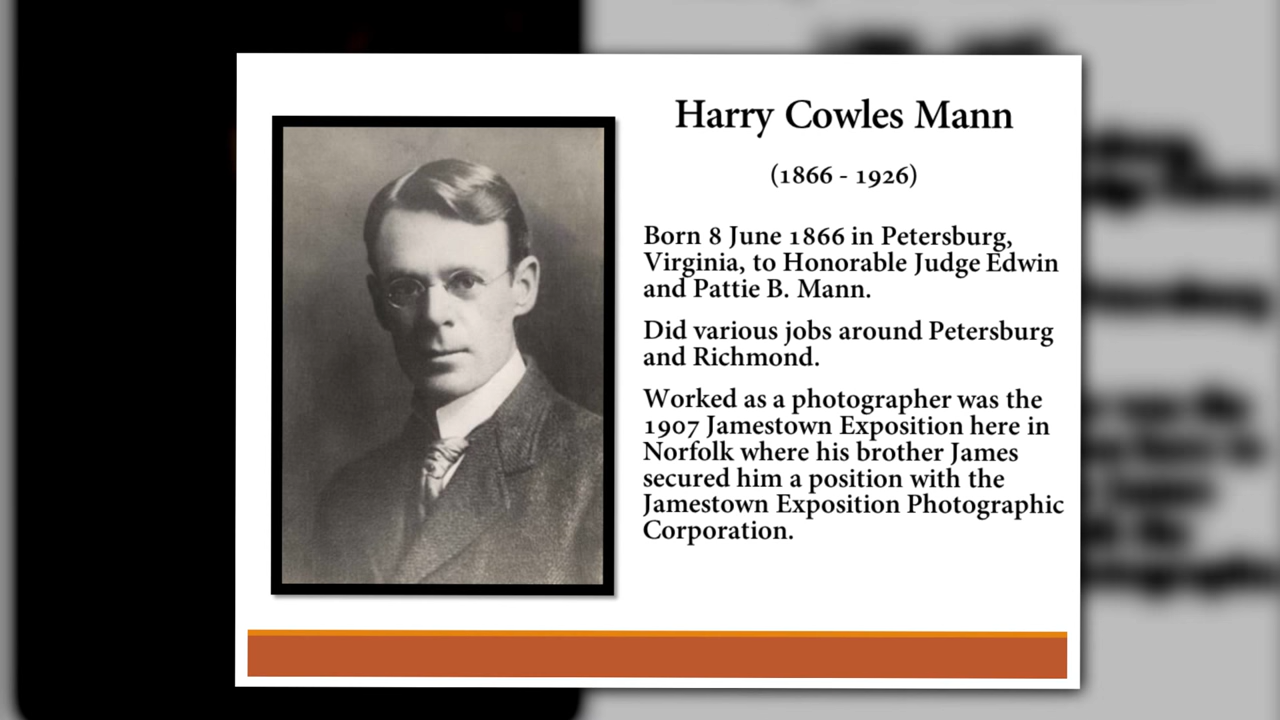 Harry Cowles Mann
(1866 - 1926)
Born 8 June 1866 in Petersburg,
Virginia, to Honorable Judge Edwin
and Pattie B. Mann.
Did various jobs around Petersburg
and Richmond.
Worked as a photographer was the
1907 Jamestown Exposition here in
Norfolk where his brother James
secured him a position with the
Jamestown Exposition Photographic
Corporation.